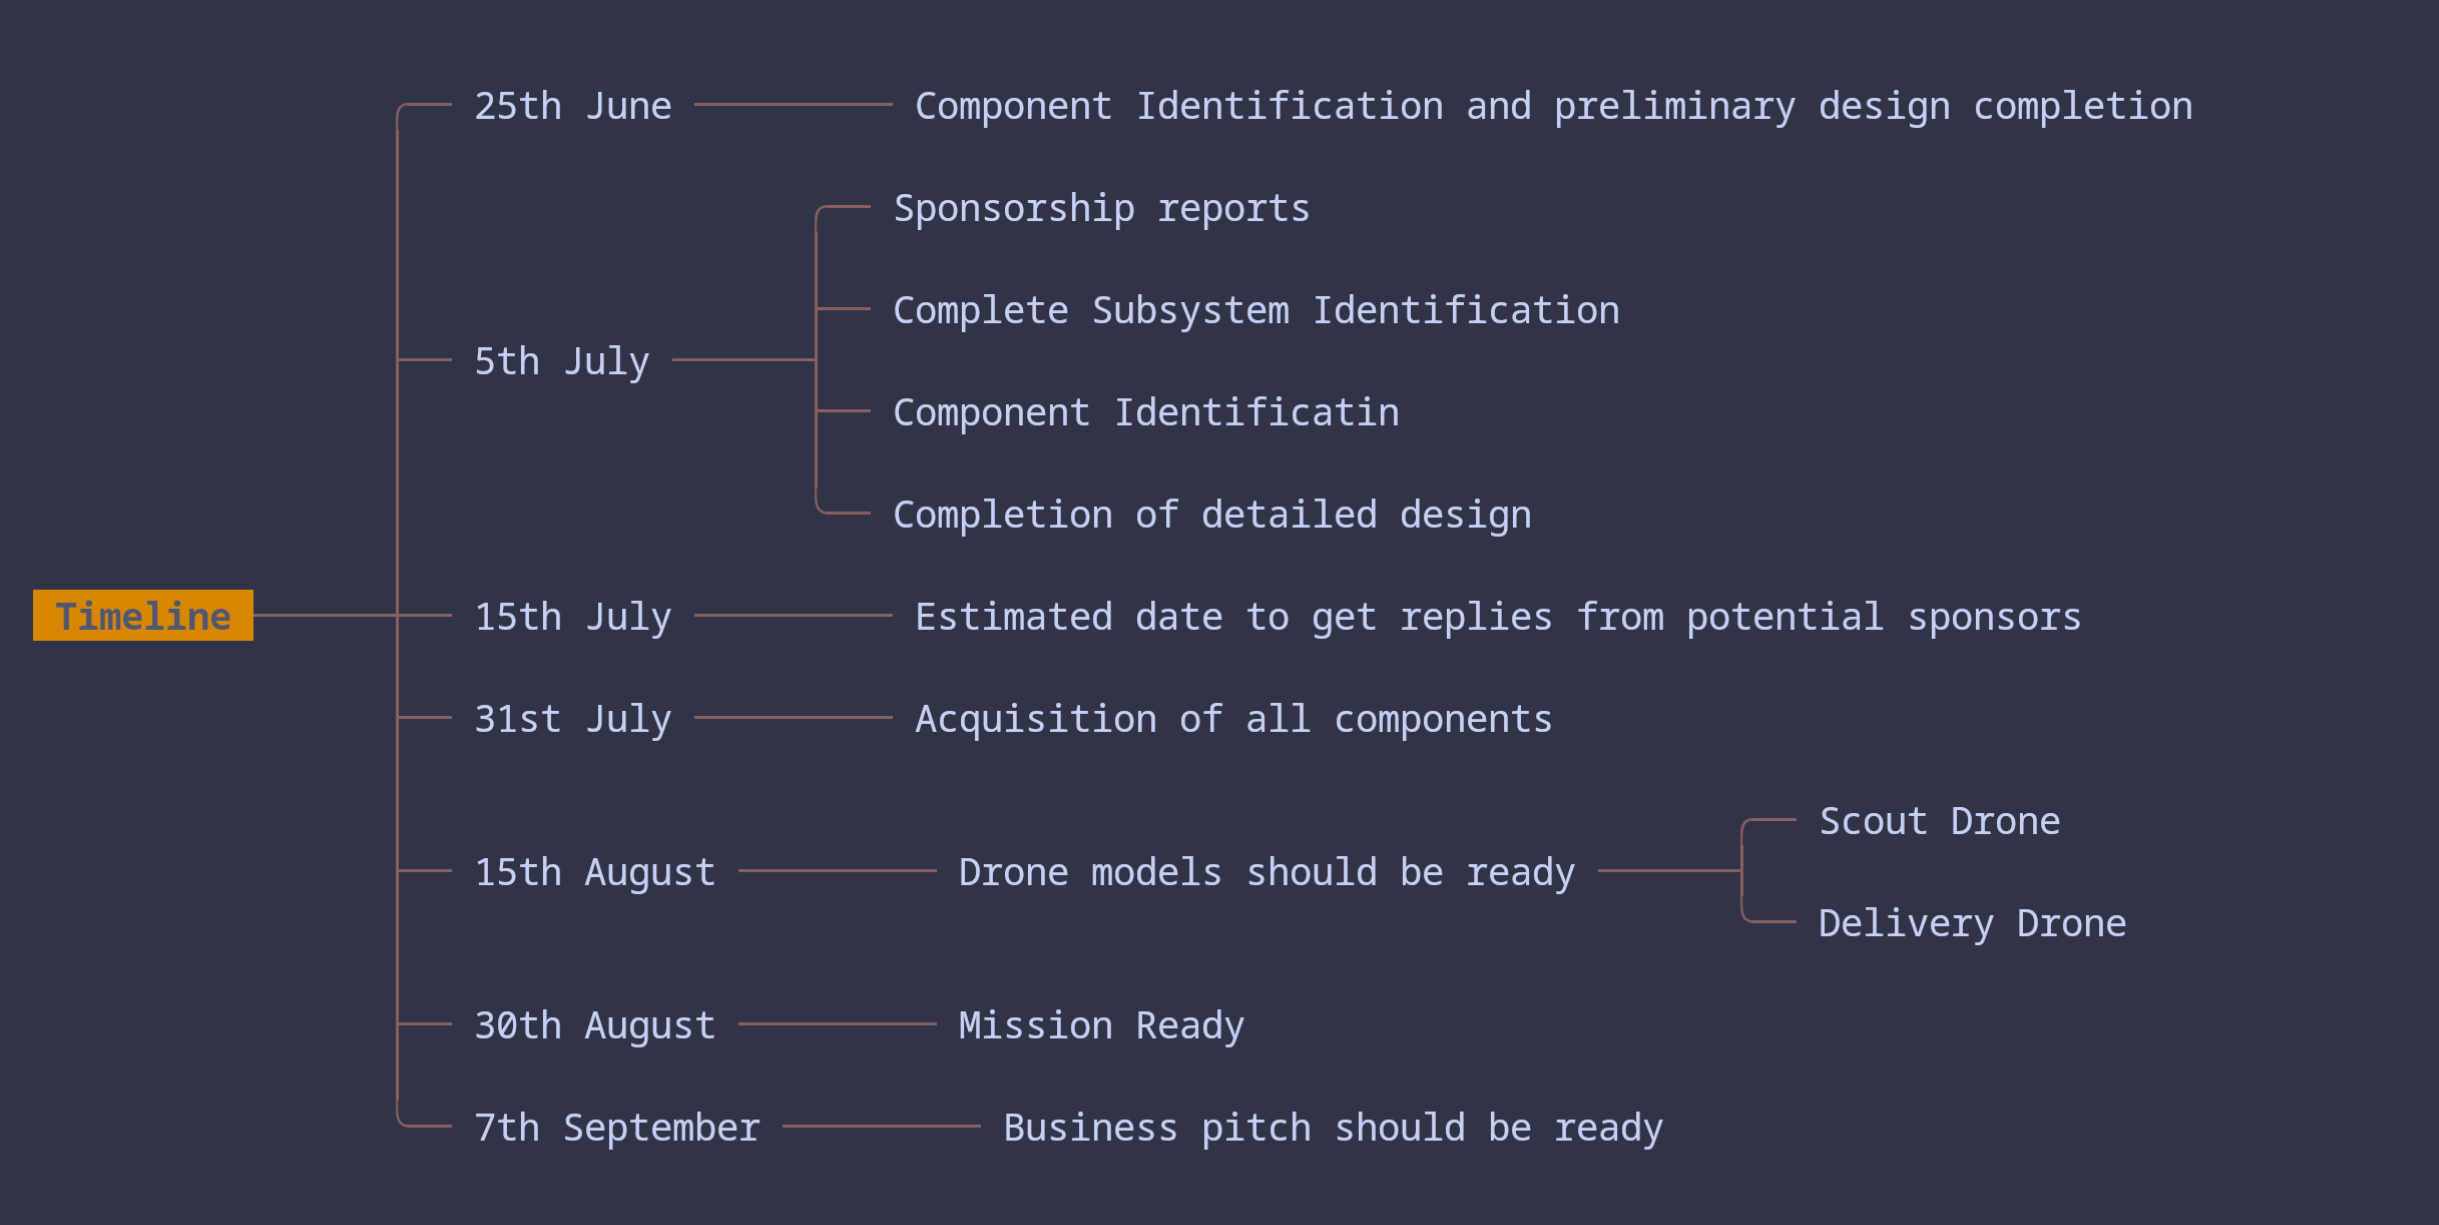 25th June
Component Identification and preliminary design completion
Sponsorship reports
Complete Subsystem Identification
5th July
Component Identificatin
Completion of detailed design
Timeline
15th July
Estimated date to get replies from potential sponsors
31st July
Acquisition of all components
Scout Drone
15th August
Drone models should be ready
Delivery Drone
30th August
Mission Ready
7th September
Business pitch should be ready